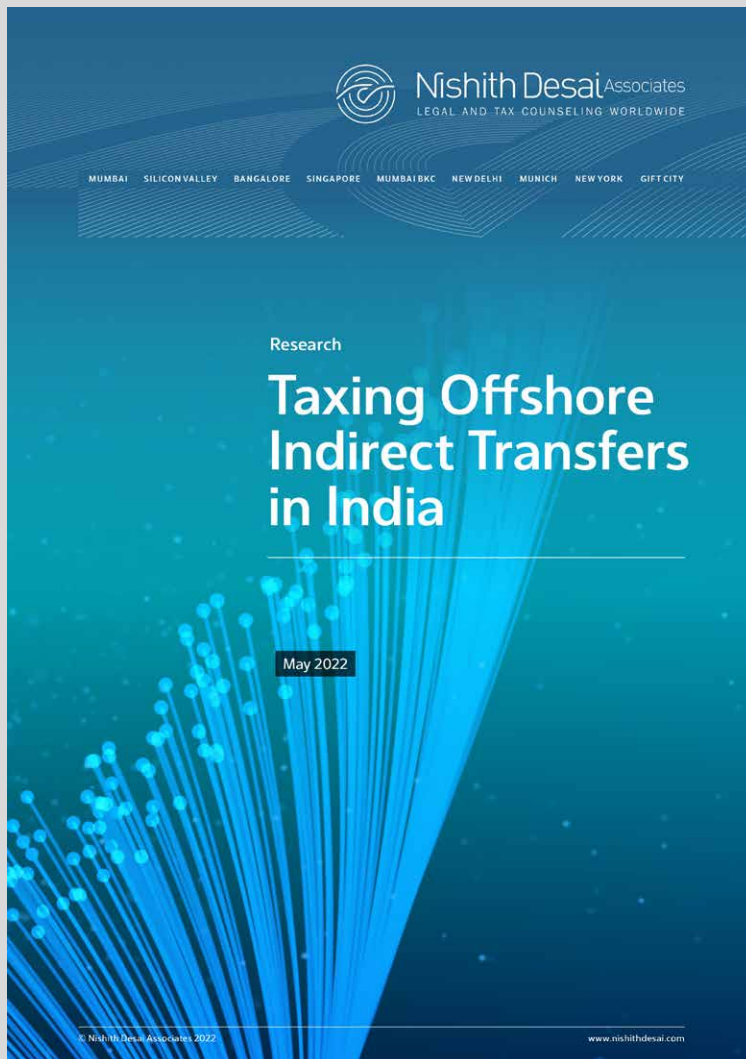 Nishith Desai Associates
LEGAL AND TAX COUNSELING WORLDWIDE
MUMBAI SILICON VALLEY BANGALORE SINGAPORE MUMBAI BKC NEW DELHI MUNICH NEW YORK GIFT CITY
Research
Taxing Offshore
Indirect Transfers
in India
May 2022
© Nishith Desai Associates 2022 www.nishithdesai.com